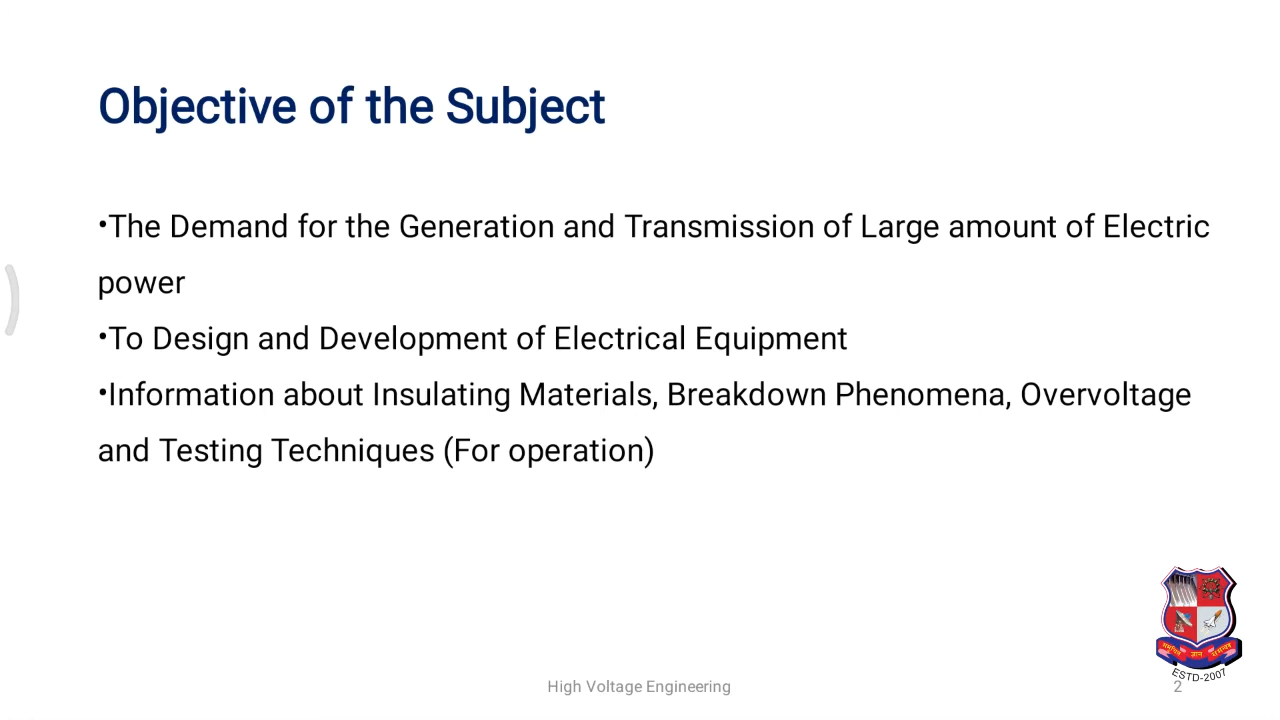 Objective of the Subject
•The Demand for the Generation and Transmission of Large amount of Electric
power
•To Design and Development of Electrical Equipment
•Information about Insulating Materials, Breakdown Phenomena, Overvoltage
and Testing Techniques (For operation)
ज्ञान
ESTD-2007
High Voltage Engineering
2